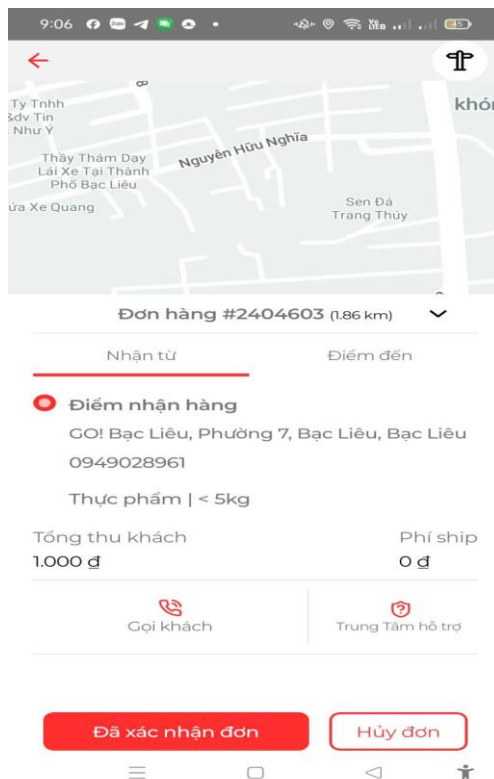 9:06
Ty Tnhh
&dv Tin
Như Ý
Nguyễn Hữu Nghĩa
khó
Thầy Thám Dạy
Lái Xe Tại Thành
Phố Bạc Liêu
ửa Xe Quang
Sen Đá
Trang Thúy
Đơn hàng #2404603 (1.86 km)
Nhận từ
Điểm đến
Điểm nhận hàng
GO! Bạc Liêu, Phường 7, Bạc Liêu, Bạc Liêu
0949028961
Thực phẩm | < 5kg
Tổng thu khách
Phí ship
1.000 đ
0 đ
Gọi khách
Trung Tâm hỗ trợ
Đã xác nhận đơn
Hủy đơn